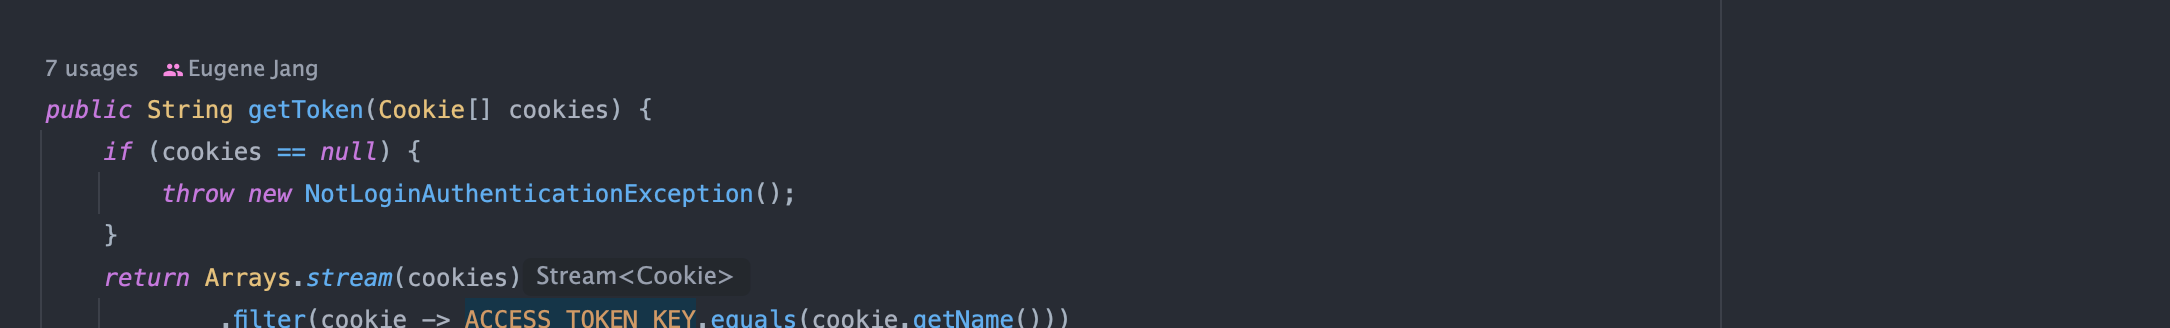 7 usages Eugene Jang
public String getToken(Cookie[] cookies) {
if (cookies == null) {
throw new NotLoginAuthenticationException();
}
return Arrays.stream(cookies) Stream<Cookie>
.filter(cookie -> ACCESS_TOKEN_KEY.equals(cookie.getName()))